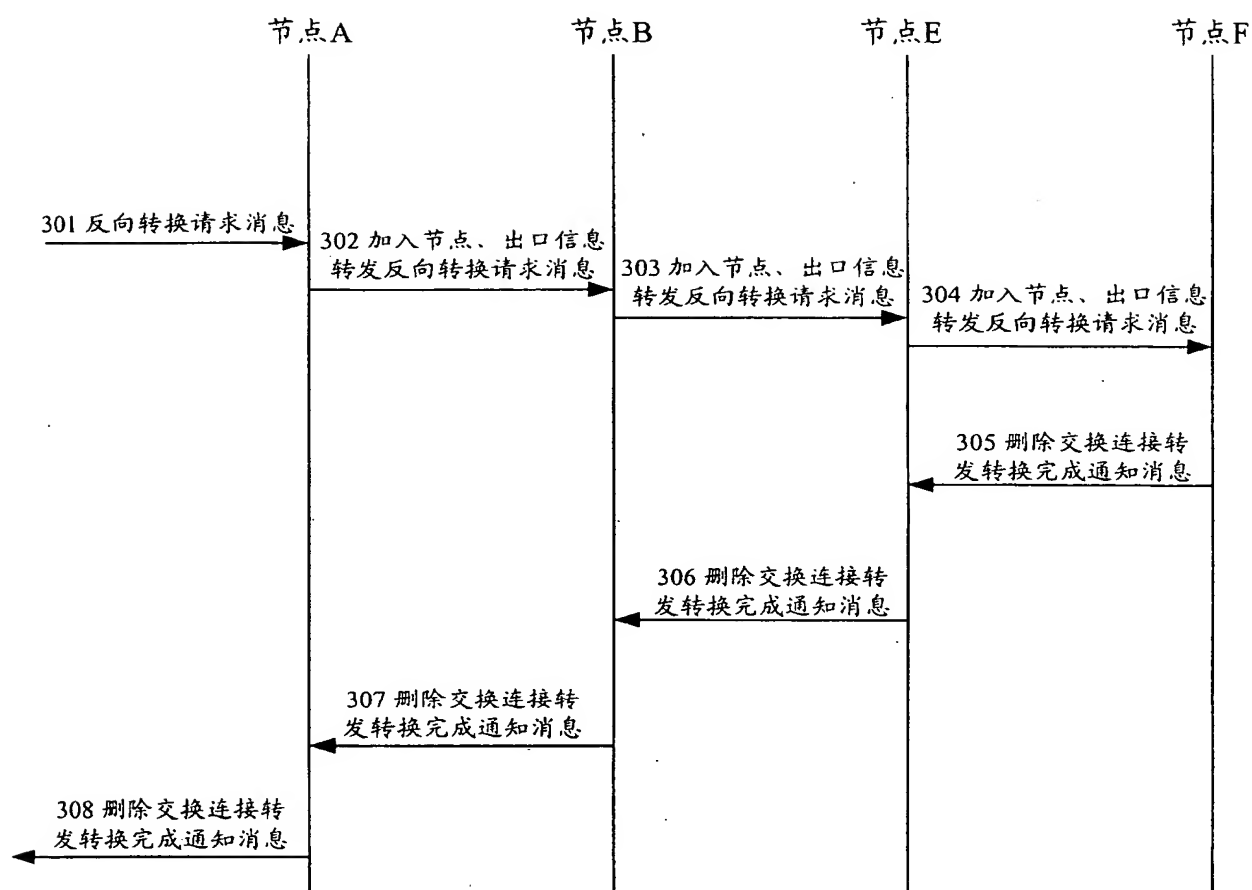 节点A
节点B
节点E
节点F
301 反向转换请求消息
302 加入节点、出口信息
转发反向转换请求消息
303 加入节点、出口信息
转发反向转换请求消息
304 加入节点、出口信息
转发反向转换请求消息
305 删除交换连接转
发转换完成通知消息
306 删除交换连接转
发转换完成通知消息
307 删除交换连接转
发转换完成通知消息
308 删除交换连接转
发转换完成通知消息